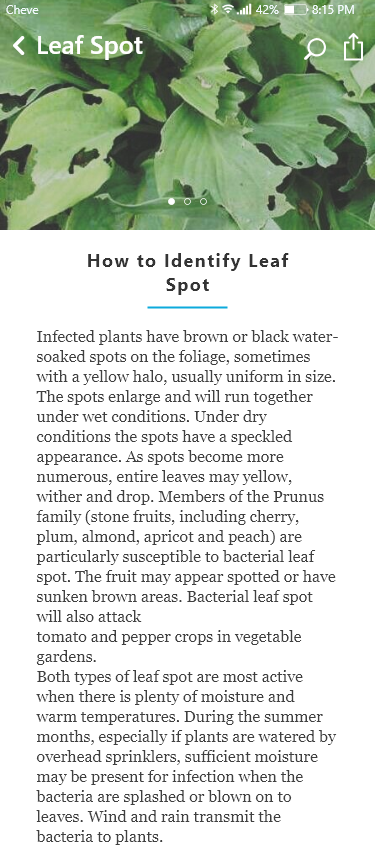 Cheve 42% 8:15 PM
Leaf Spot
How to Identify Leaf
Spot
Infected plants have brown or black water-
soaked spots on the foliage, sometimes
with a yellow halo, usually uniform in size.
The spots enlarge and will run together
under wet conditions. Under dry
conditions the spots have a speckled
appearance. As spots become more
numerous, entire leaves may yellow,
wither and drop. Members of the Prunus
family (stone fruits, including cherry,
plum, almond, apricot and peach) are
particularly susceptible to bacterial leaf
spot. The fruit may appear spotted or have
sunken brown areas. Bacterial leaf spot
will also attack
tomato and pepper crops in vegetable
gardens.
Both types of leaf spot are most active
when there is plenty of moisture and
warm temperatures. During the summer
months, especially if plants are watered by
overhead sprinklers, sufficient moisture
may be present for infection when the
bacteria are splashed or blown on to
leaves. Wind and rain transmit the
bacteria to plants.